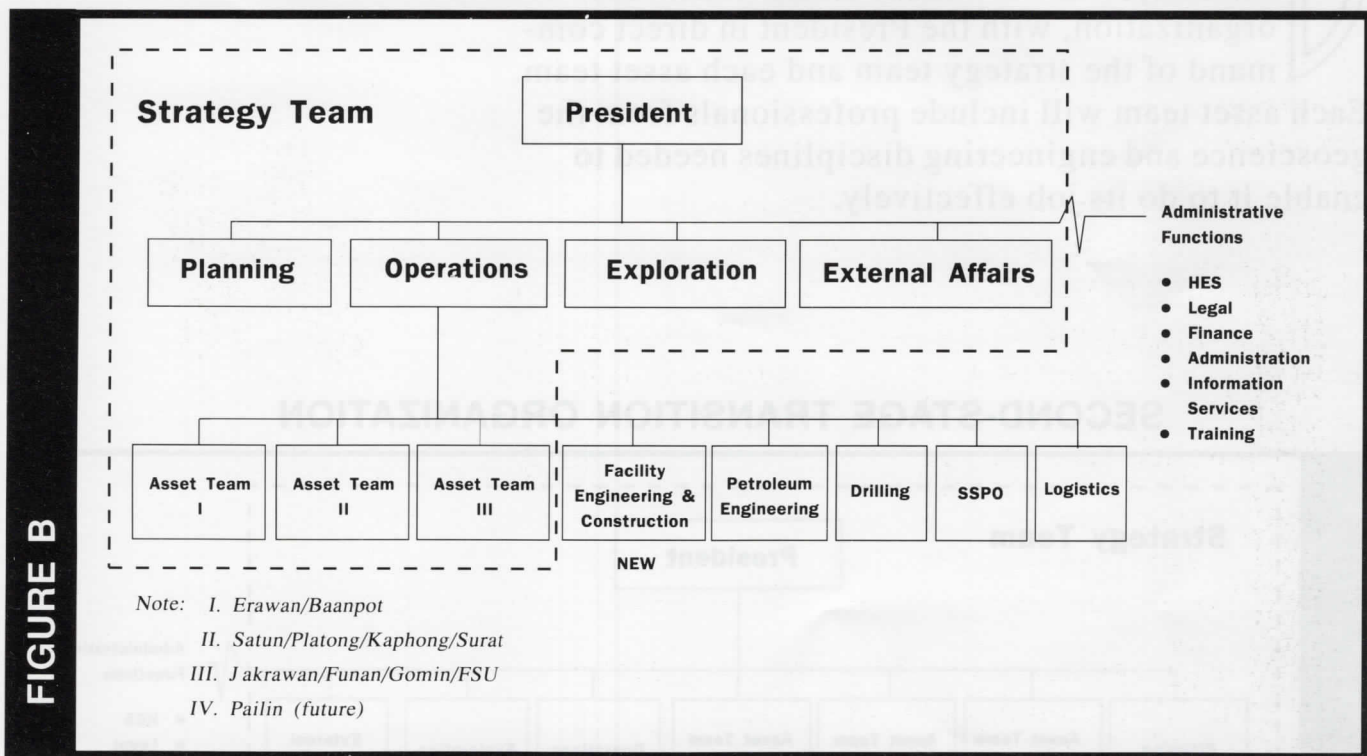 FIGURE B
Strategy Team
President
Planning
Operations
Exploration
External Affairs
Administrative
Functions
• HES
• Legal
• Finance
• Administration
• Information
Services
• Training
Asset Team
I
Asset Team
II
Asset Team
III
Facility
Engineering &
Construction
NEW
Petroleum
Engineering
Drilling
SSPO
Logistics
Note: I. Erawan/Baanpot
II. Satun/Platong/Kaphong/Surat
III. Jakrawan/Funan/Gomin/FSU
IV. Pailin (future)
organization, with the President in direct com-
mand of the strategy team and each asset team.
Each asset team will include professionals from the
geoscience and engineering disciplines needed to
enable it to do its job effectively.
SECOND-STAGE TRANSITION ORGANIZATION
Strategy Team
President